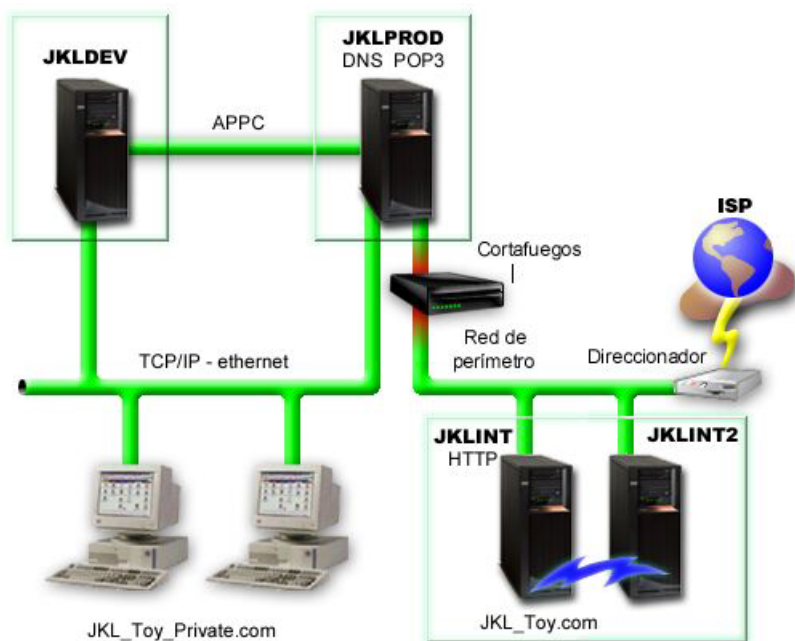 JKLDEV
JKLPROD
DNS POP3
APPC
ISP
Cortafuegos
Red de
perímetro
Direccionador
TCP/IP - ethernet
JKLINT
HTTP
JKLINT2
JKL_Toy.com
JKL_Toy_Private.com